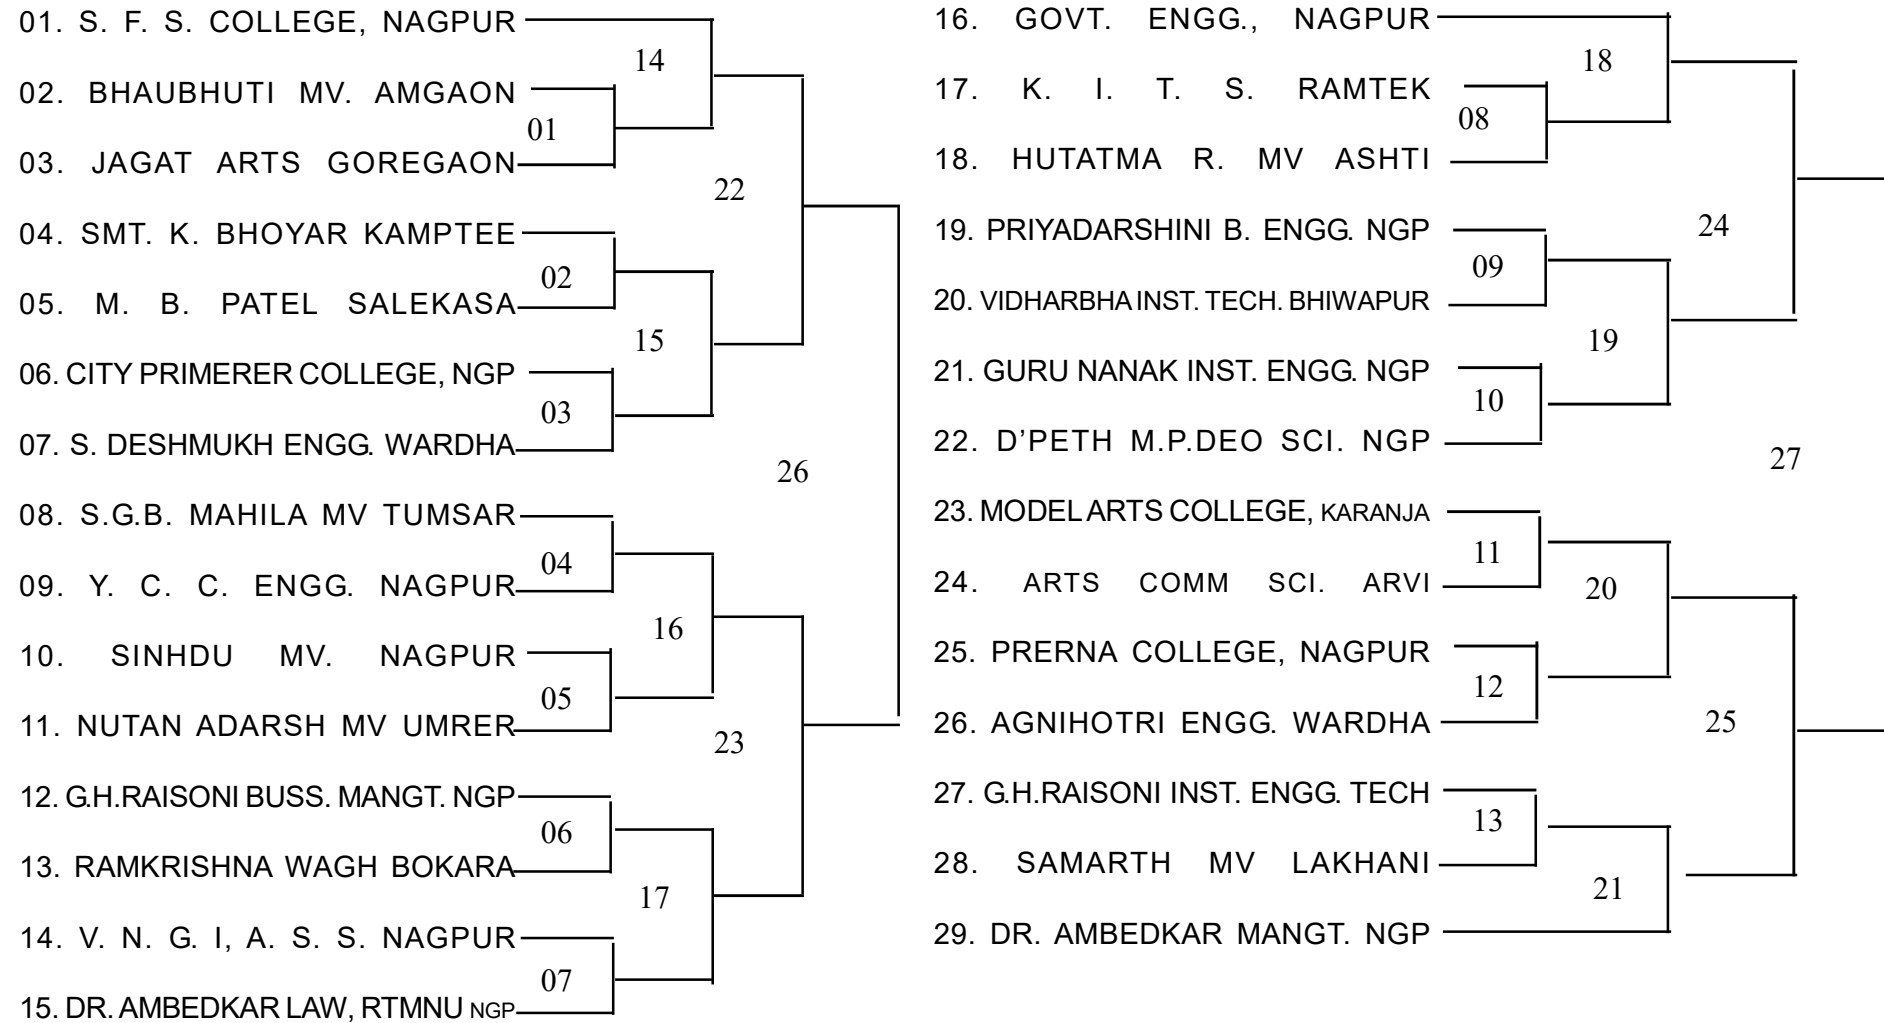 01. S. F. S. COLLEGE, NAGPUR
14
02. BHAUBHUTI MV. AMGAON
01
03. JAGAT ARTS GOREGAON
22
04. SMT. K. BHOYAR KAMPTEE
02
05. M. B. PATEL SALEKASA
15
06. CITY PRIMERER COLLEGE, NGP
03
07. S. DESHMUKH ENGG. WARDHA
26
08. S.G.B. MAHILA MV TUMSAR
04
09. Y. C. C. ENGG. NAGPUR
16
10. SINHDU MV. NAGPUR
05
11. NUTAN ADARSH MV UMRER
23
12. G.H.RAISONI BUSS. MANGT. NGP
06
13. RAMKRISHNA WAGH BOKARA
17
14. V. N. G. I, A. S. S. NAGPUR
07
15. DR. AMBEDKAR LAW, RTMNU NGP
16. GOVT. ENGG., NAGPUR
18
17. K. I. T. S. RAMTEK
08
18. HUTATMA R. MV ASHTI
24
19. PRIYADARSHINI B. ENGG. NGP
09
20. VIDHARBHA INST. TECH. BHIWAPUR
19
21. GURU NANAK INST. ENGG. NGP
10
22. D’PETH M.P.DEO SCI. NGP
27
23. MODEL ARTS COLLEGE, KARANJA
11
24. ARTS COMM SCI. ARVI
20
25. PRERNA COLLEGE, NAGPUR
12
26. AGNIHOTRI ENGG. WARDHA
25
27. G.H.RAISONI INST. ENGG. TECH
13
28. SAMARTH MV LAKHANI
21
29. DR. AMBEDKAR MANGT. NGP